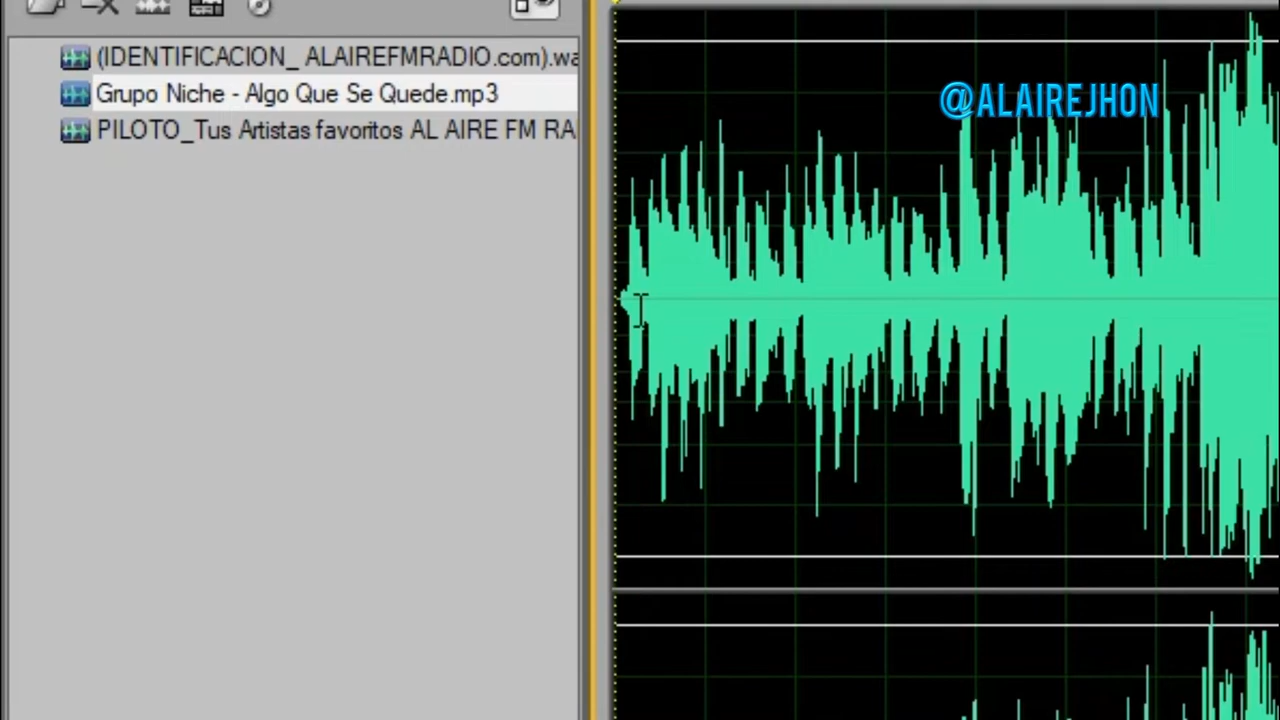 (IDENTIFICACION_ ALAIREFMRADIO.com).wa
Grupo Niche - Algo Que Se Quede.mp3
PILOTO_Tus Artistas favoritos AL AIRE FM RA
@ALAIREJHON